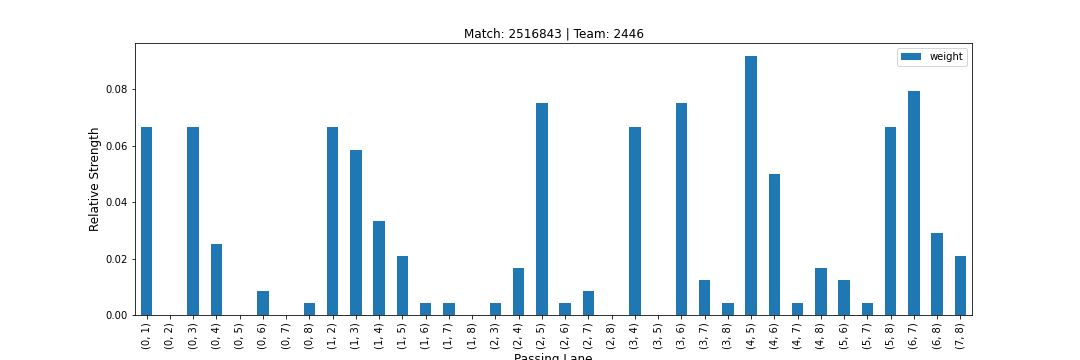 Match: 2516843 | Team: 2446
weight
Relative Strength
0.08
0.06
0.04
0.02
0.00
(0, 1) (0, 2) (0, 3) (0, 4) (0, 5) (0, 6) (0, 7) (0, 8) (1, 2) (1, 3) (1, 4) (1, 5) (1, 6) (1, 7) (1, 8) (2, 3) (2, 4) (2, 5) (2, 6) (2, 7) (2, 8) (3, 4) (3, 5) (3, 6) (3, 7) (3, 8) (4, 5) (4, 6) (4, 7) (4, 8) (5, 6) (5, 7) (5, 8) (6, 7) (6, 8) (7, 8)
Passing Lane